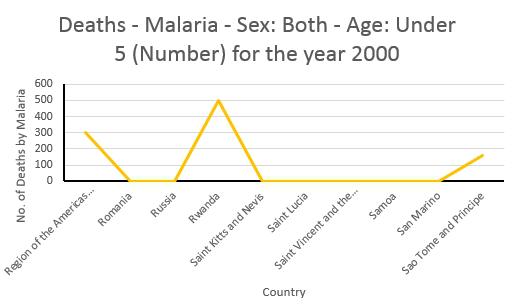 Deaths - Malaria - Sex: Both - Age: Under
5 (Number) for the year 2000
No. of Deaths by Malaria
600
500
400
300
200
100
0
Region of the Americas...
Romania
Russia
Rwanda
Saint Kitts and Nevis
Saint Lucia
Saint Vincent and the...
Samoa
San Marino
Sao Tome and Principe
Country